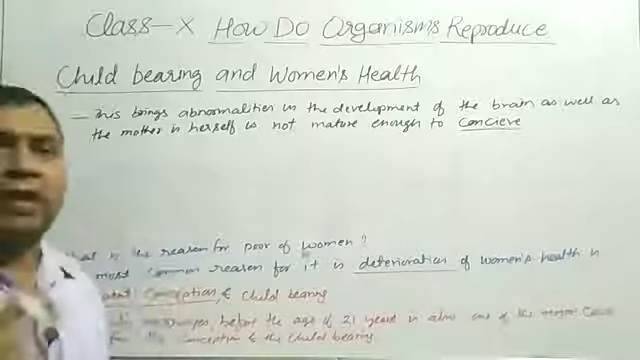 Class-X How Do Organisms Reproduce
Child bearing and Women's Health
- This brings abnormalities in the development of the brain as well as
the mother in herself is not mature enough to Concieve
hat is the reason for poor of women?
most common reason for it is deterioration of women's health is
Conception & Child bearing
before the age of 21 years is also one of the major
conception & the child bearing